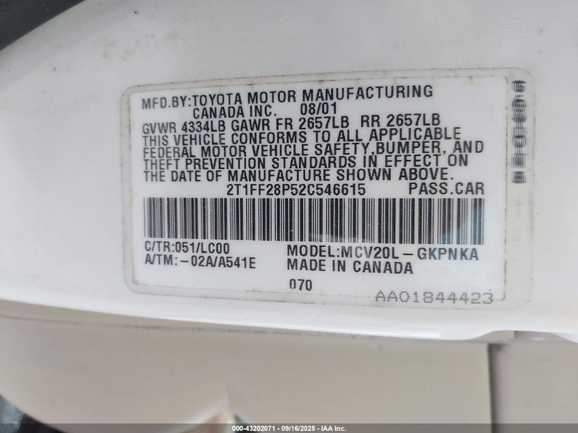 MFD.BY:TOYOTA MOTOR MANUFACTURING
CANADA INC. 08/01
GVWR 4334LB GAWR FR 2657LB RR 2657LB
THIS VEHICLE CONFORMS TO ALL APPLICABLE
FEDERAL MOTOR VEHICLE SAFETY,BUMPER, AND
THEFT PREVENTION STANDARDS IN EFFECT ON
THE DATE OF MANUFACTURE SHOWN ABOVE.
2T1FF28P52C546615 PASS.CAR
C/TR:051/LC00 MODEL:MCV20L-GKPNKA
A/TM:-02A/A541E MADE IN CANADA
070
AA01844423
000-43202071 - 09/16/2025 - IAA Inc.